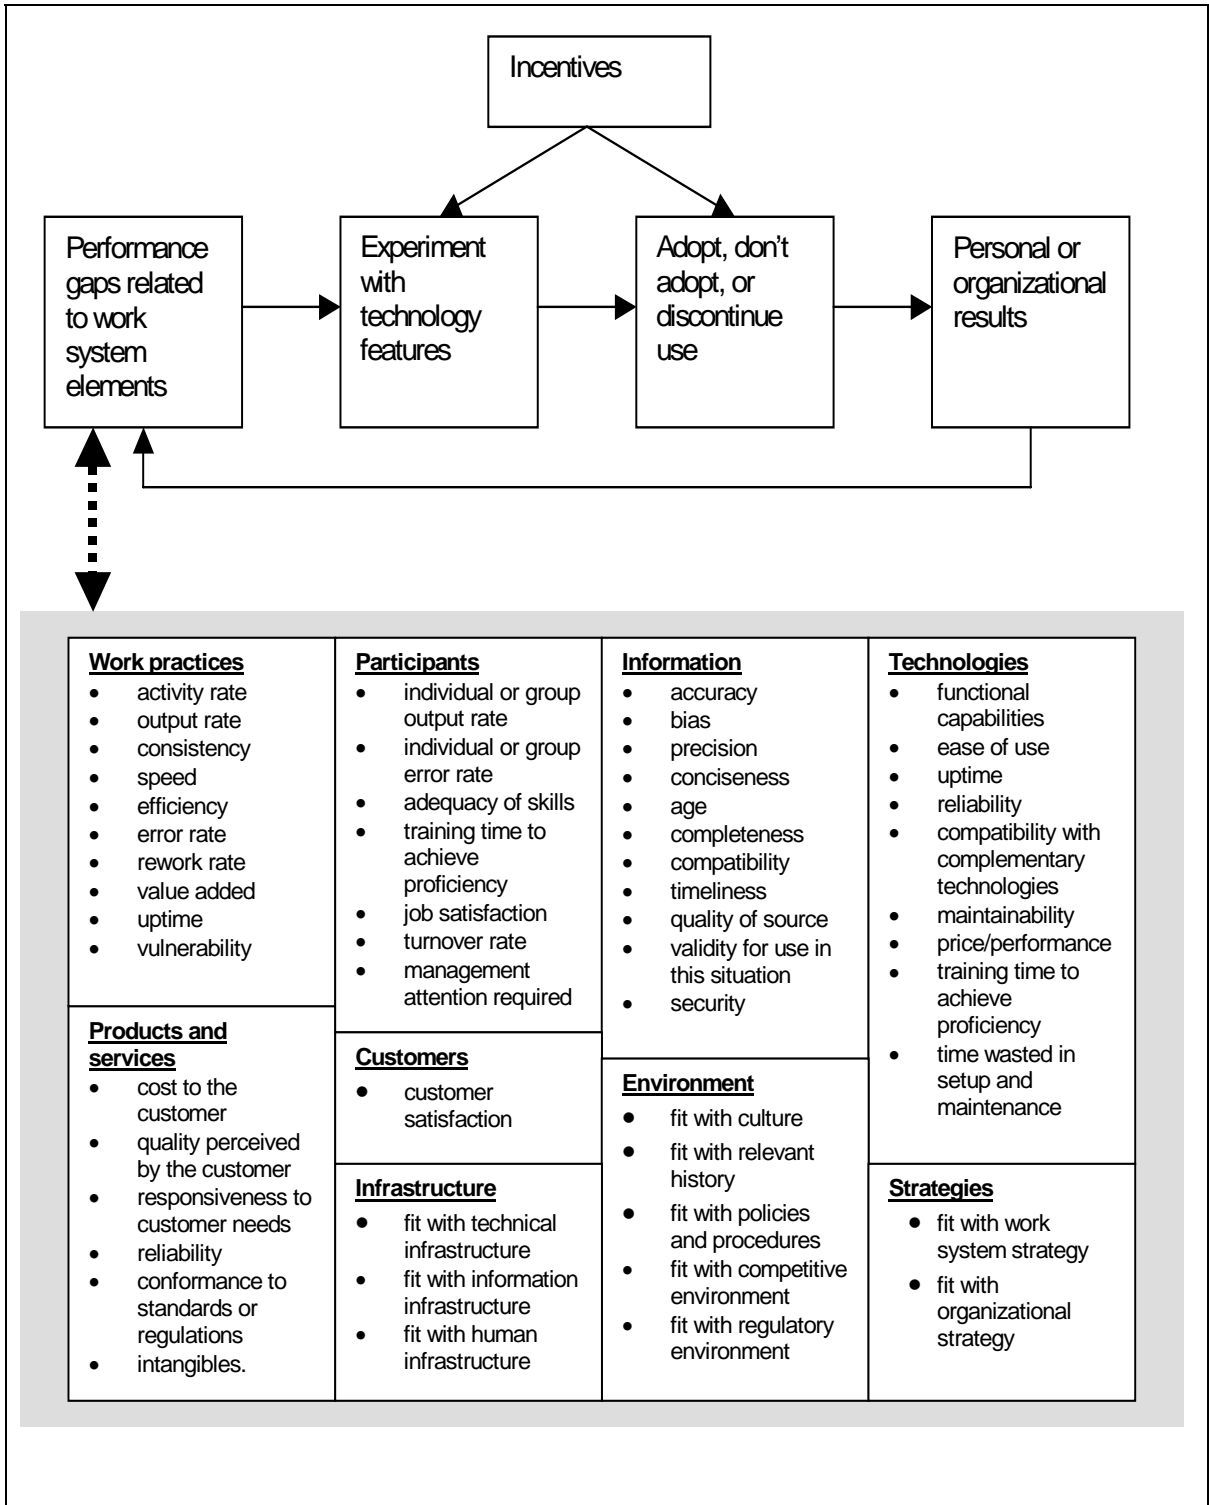 Incentives
Performance
gaps related
to work
system
elements
Experiment
with
technology
features
Adopt, don't
adopt, or
discontinue
use
Personal or
organizational
results
Work practices
• activity rate
• output rate
• consistency
• speed
• efficiency
• error rate
• rework rate
• value added
• uptime
• vulnerability
Products and
services
• cost to the
customer
• quality perceived
by the customer
• responsiveness to
customer needs
• reliability
• conformance to
standards or
regulations
• intangibles.
Participants
• individual or group
output rate
• individual or group
error rate
• adequacy of skills
• training time to
achieve
proficiency
• job satisfaction
• turnover rate
• management
attention required
Customers
• customer
satisfaction
Infrastructure
• fit with technical
infrastructure
• fit with information
infrastructure
• fit with human
infrastructure
Information
• accuracy
• bias
• precision
• conciseness
• age
• completeness
• compatibility
• timeliness
• quality of source
• validity for use in
this situation
• security
Environment
• fit with culture
• fit with relevant
history
• fit with policies
and procedures
• fit with competitive
environment
• fit with regulatory
environment
Technologies
• functional
capabilities
• ease of use
• uptime
• reliability
• compatibility with
complementary
technologies
• maintainability
• price/performance
• training time to
achieve
proficiency
• time wasted in
setup and
maintenance
Strategies
• fit with work
system strategy
• fit with
organizational
strategy